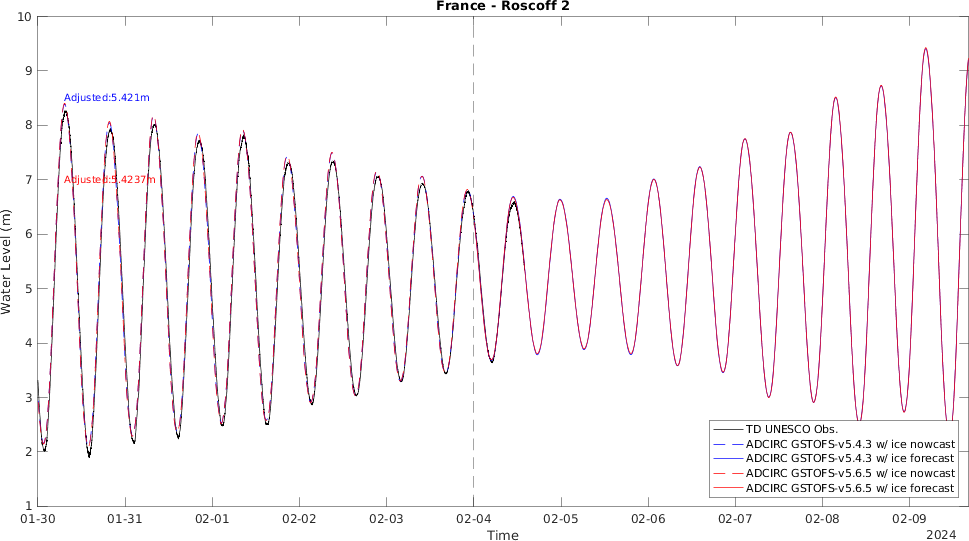 France - Roscoff 2
10
9
8
7
6
5
4
3
2
1
Water Level (m)
Adjusted:5.421m
Adjusted:5.4237m
TD UNESCO Obs.
ADCIRC GSTOFS-v5.4.3 w/ ice nowcast
ADCIRC GSTOFS-v5.4.3 w/ ice forecast
ADCIRC GSTOFS-v5.6.5 w/ ice nowcast
ADCIRC GSTOFS-v5.6.5 w/ ice forecast
01-30 01-31 02-01 02-02 02-03 02-04 02-05 02-06 02-07 02-08 02-09
Time
2024